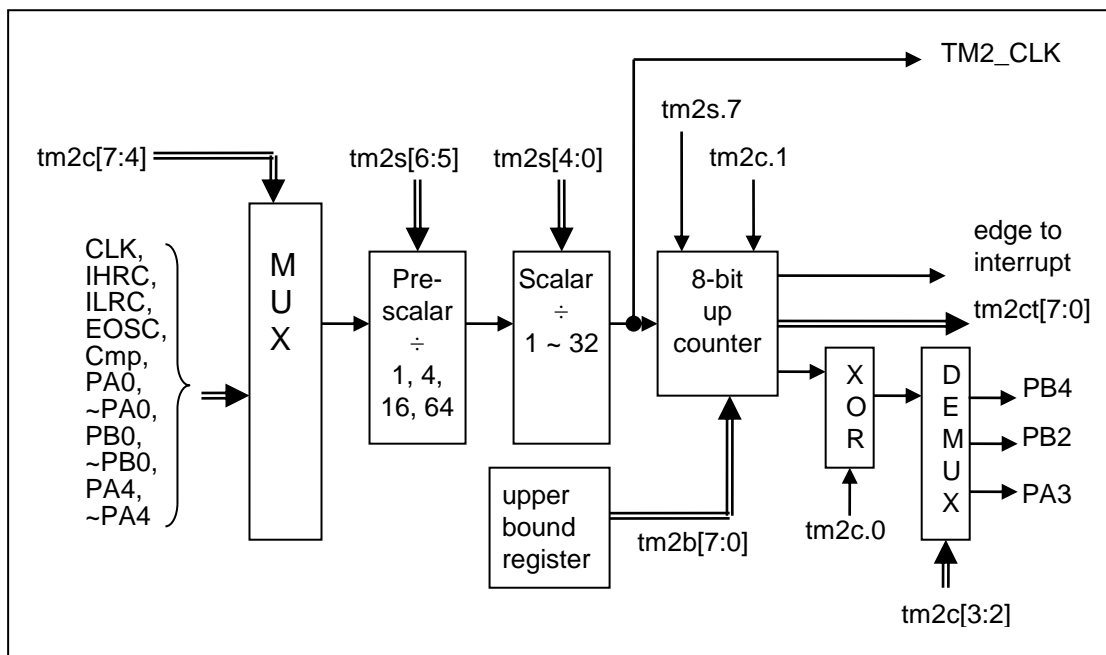 TM2_CLK
tm2s.7
tm2c[7:4]
tm2s[6:5]
tm2s[4:0]
tm2c.1
CLK,
IHRC,
ILRC,
EOSC,
Cmp,
PA0,
~PA0,
PB0,
~PB0,
PA4,
~PA4
M
U
X
Pre-
scalar
÷
1, 4,
16, 64
Scalar
÷
1 ~ 32
8-bit
up
counter
edge to
interrupt
tm2ct[7:0]
X
O
R
D
E
M
U
X
PB4
PB2
PA3
upper
bound
register
tm2b[7:0]
tm2c.0
tm2c[3:2]